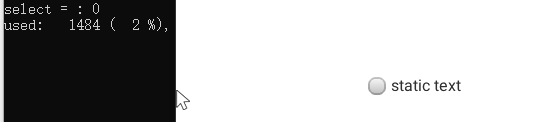 select = : 0
used:   1484 (  2 %),
static text